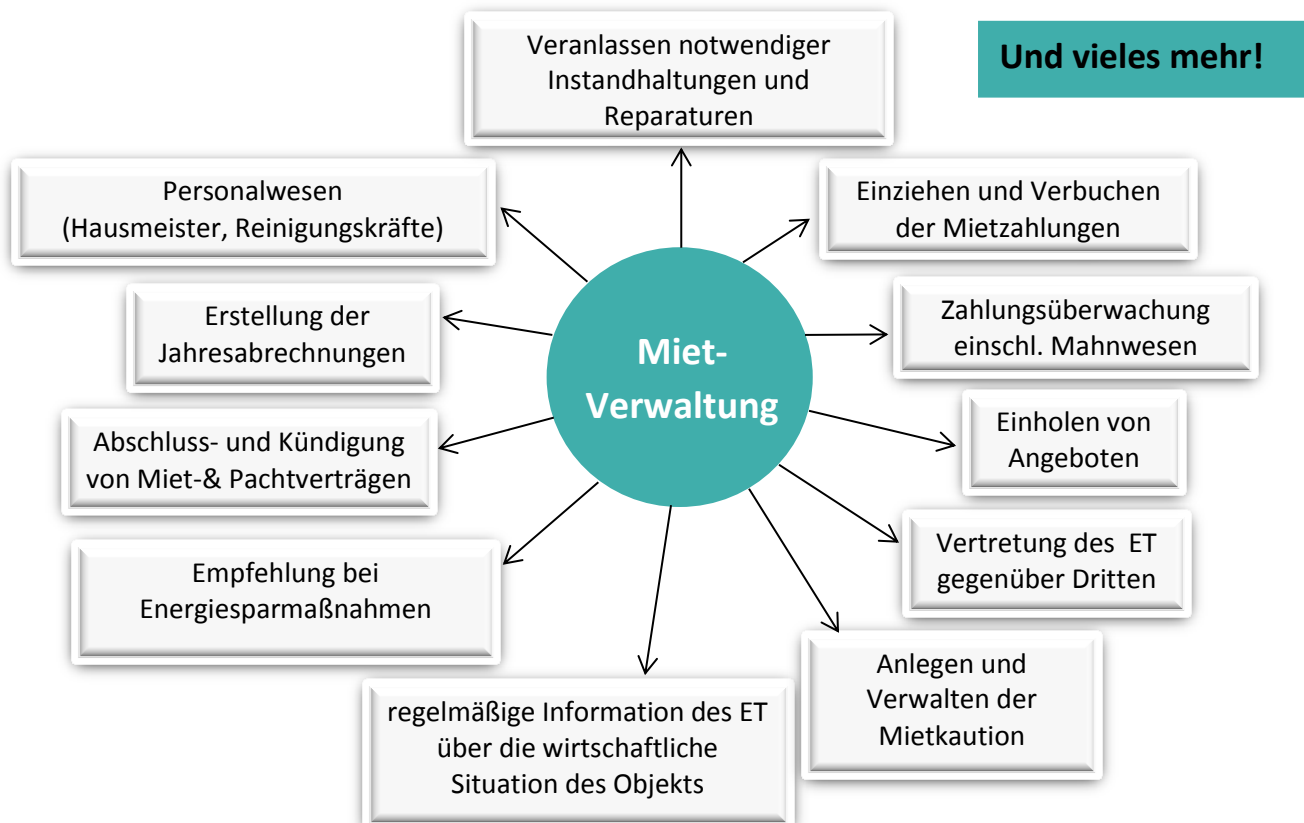 Veranlassen notwendiger
Instandhaltungen und
Reparaturen
Und vieles mehr!
Personalwesen
(Hausmeister, Reinigungskräfte)
Einziehen und Verbuchen
der Mietzahlungen
Erstellung der
Jahresabrechnungen
Zahlungsüberwachung
einschl. Mahnwesen
Miet-
Verwaltung
Abschluss- und Kündigung
von Miet-& Pachtverträgen
Einholen von
Angeboten
Empfehlung bei
Energiesparmaßnahmen
Vertretung des  ET
gegenüber Dritten
regelmäßige Information des ET
über die wirtschaftliche
Situation des Objekts
Anlegen und
Verwalten der
Mietkaution